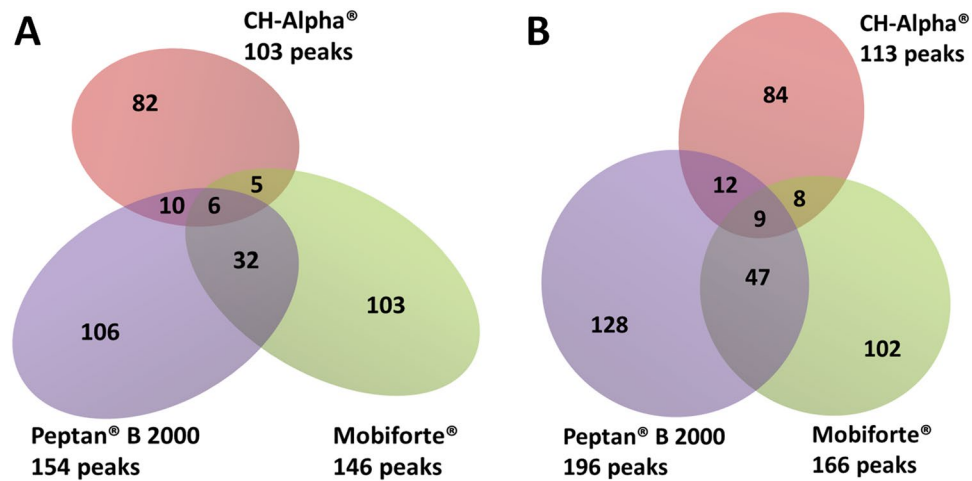 A
CH-Alpha®
103 peaks
82
5
10
6
32
106
103
Peptan® B 2000
154 peaks
Mobiforte®
146 peaks
B
CH-Alpha®
113 peaks
84
12
8
9
47
128
102
Peptan® B 2000
196 peaks
Mobiforte®
166 peaks